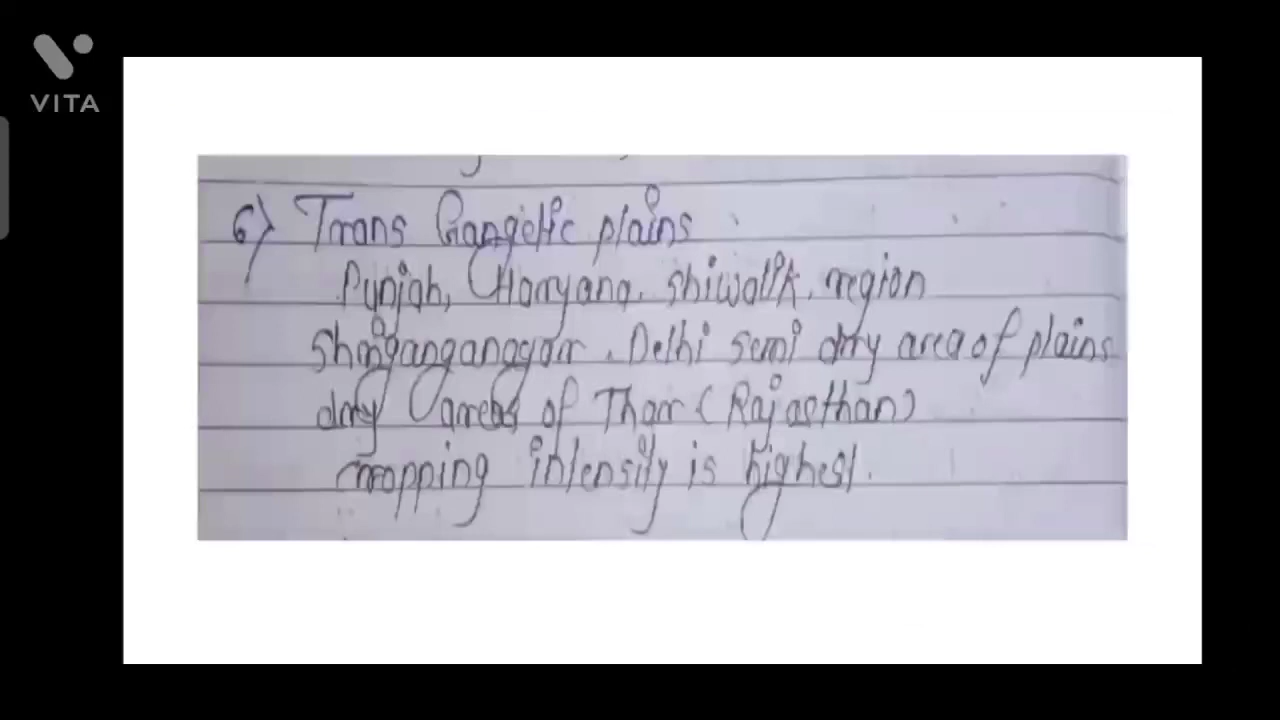 VITA
6) Trans Gangetic plains
Punjab, Harryana, shiwalik, region
Shriganganagar, Delhi semi dry area of plains
dry areas of Thar (Rajasthan)
cropping intensity is highest.